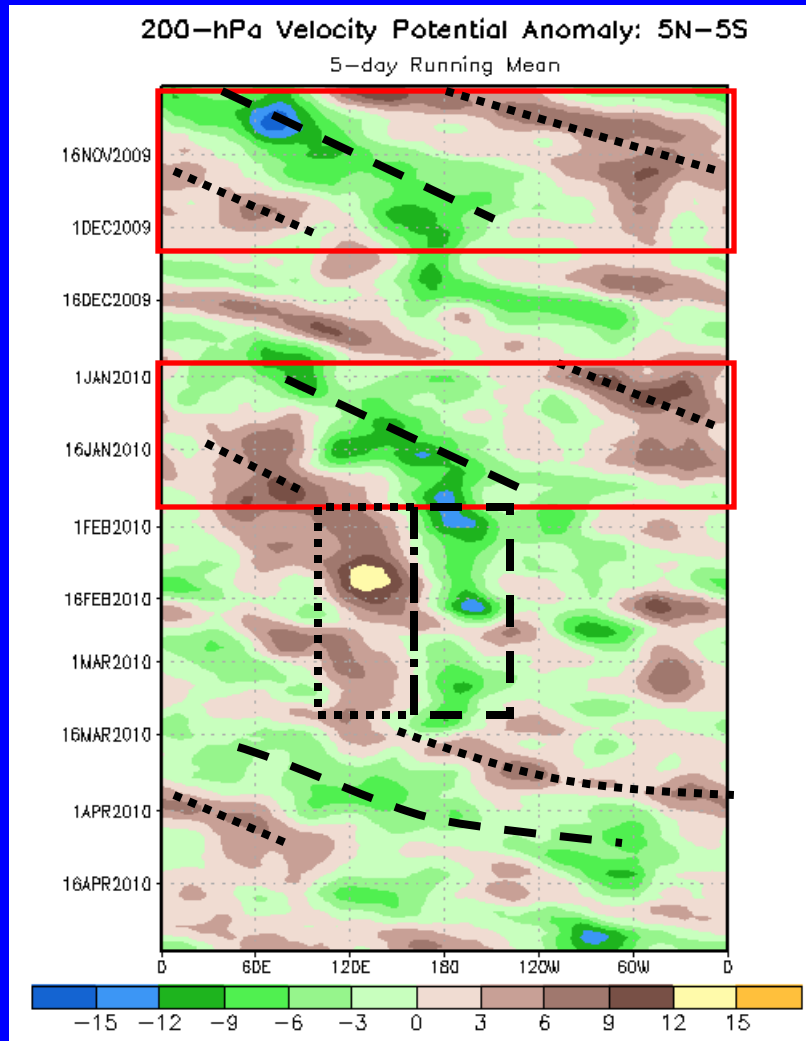 200-hPa Velocity Potential Anomaly: 5N-5S
5-day Running Mean
16NOV2009
1DEC2009
16DEC2009
1JAN2010
16JAN2010
1FEB2010
16FEB2010
1MAR2010
16MAR2010
1APR2010
16APR2010
0 60E 120E 180 120W 60W 0
-15 -12 -9 -6 -3 0 3 6 9 12 15